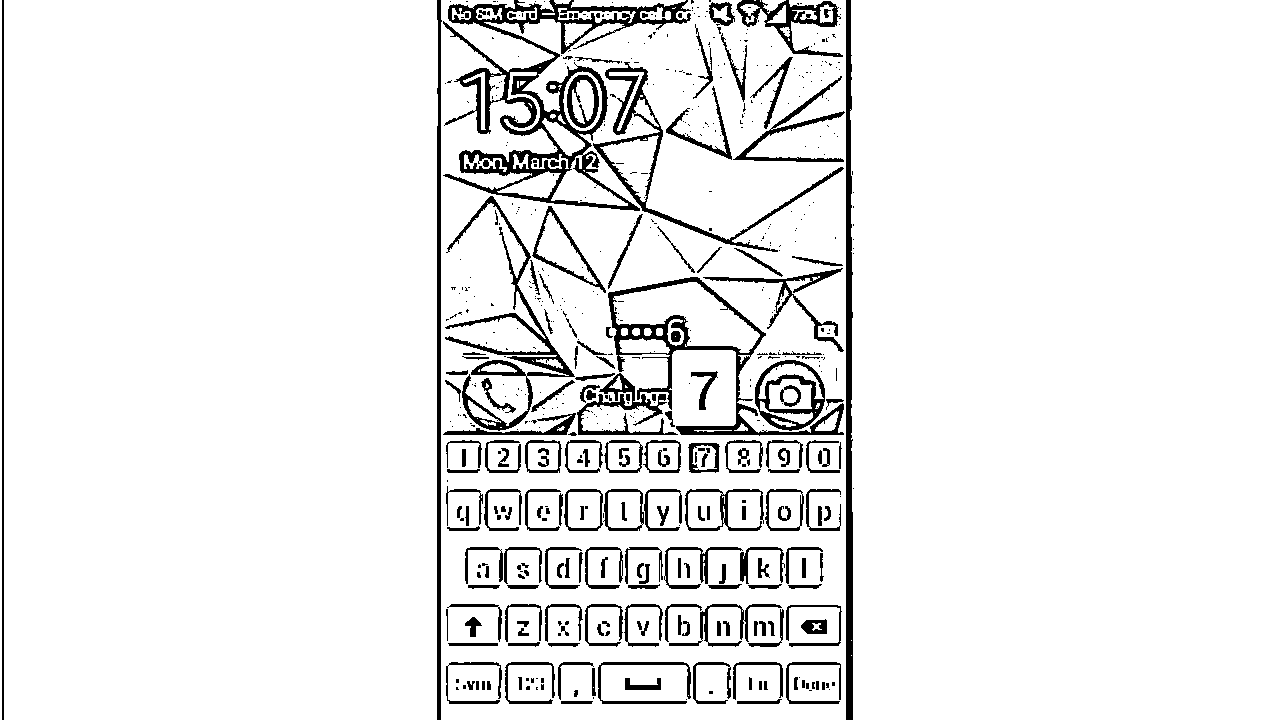 No SIM card – Emergency calls or
15:07
Mon, March 12
6
Charging:
7
1 2 3 4 5 6 7 8 9 0
q w e r t y u i o p
a s d f g h j k l
z x c v b n m
Sym 123 , . En Done